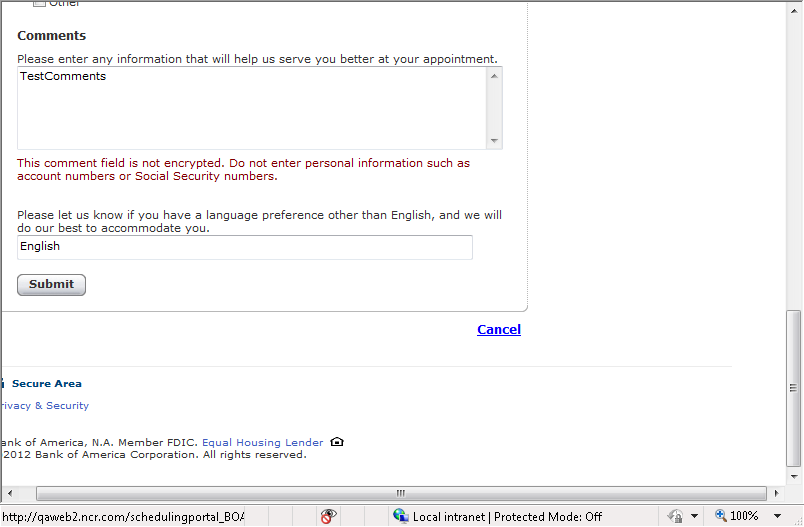 Other
Comments
Please enter any information that will help us serve you better at your appointment.
TestComments
This comment field is not encrypted. Do not enter personal information such as
account numbers or Social Security numbers.
Please let us know if you have a language preference other than English, and we will
do our best to accommodate you.
English
Submit
Cancel
Secure Area
rivacy & Security
ank of America, N.A. Member FDIC. Equal Housing Lender
2012 Bank of America Corporation. All rights reserved.
http://qaweb2.ncr.com/schedulingportal_BOA Local intranet | Protected Mode: Off 100%